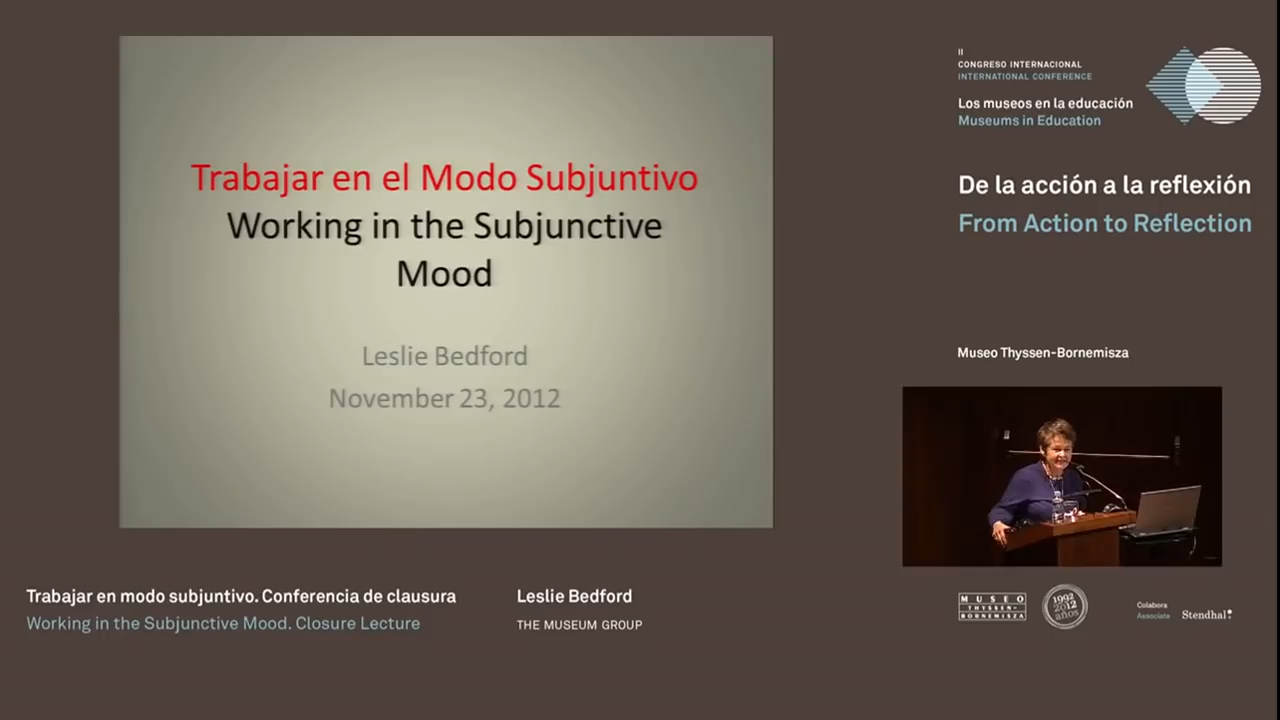 Trabajar en el Modo Subjuntivo
Working in the Subjunctive
Mood
Leslie Bedford
November 23, 2012
II
CONGRESO INTERNACIONAL
INTERNATIONAL CONFERENCE
Los museos en la educación
Museums in Education
De la acción a la reflexión
From Action to Reflection
Museo Thyssen-Bornemisza
Trabajar en modo subjuntivo. Conferencia de clausura
Working in the Subjunctive Mood. Closure Lecture
Leslie Bedford
THE MUSEUM GROUP
MUSEO
THYSSEN-
BORNEMISZA
1992
2012
años
Colabora
Associate
Stendhal